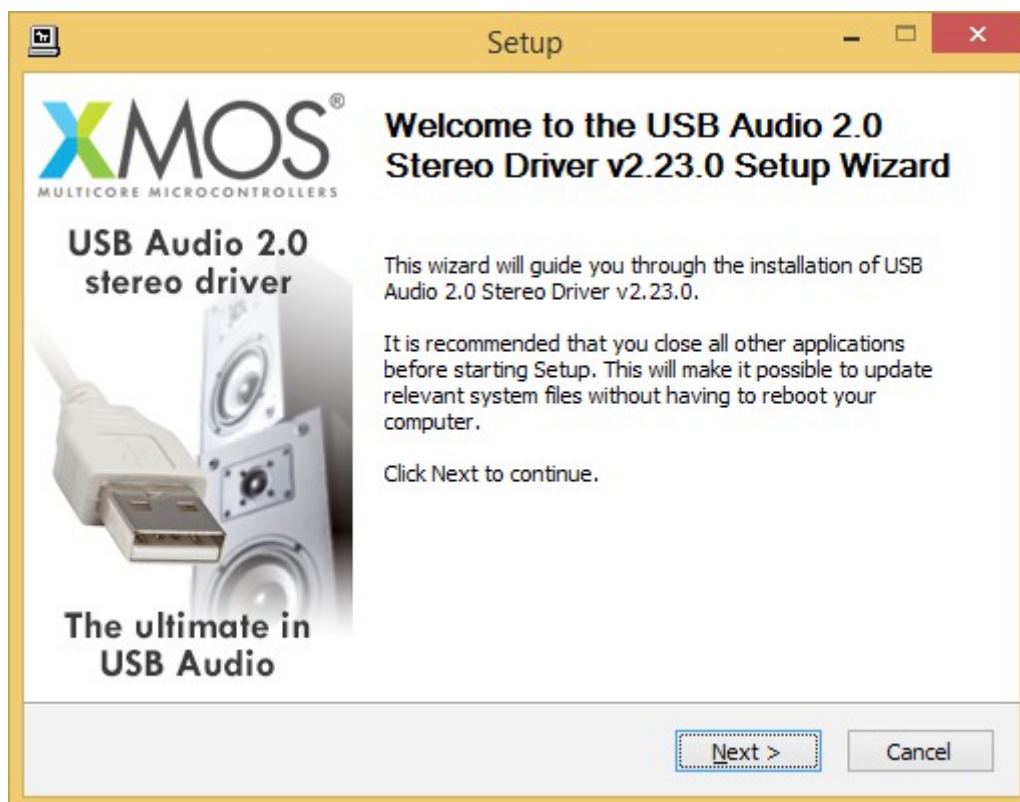 Setup
XMOS®
MULTICORE MICROCONTROLLERS
USB Audio 2.0
stereo driver
The ultimate in
USB Audio
Welcome to the USB Audio 2.0
Stereo Driver v2.23.0 Setup Wizard
This wizard will guide you through the installation of USB
Audio 2.0 Stereo Driver v2.23.0.
It is recommended that you close all other applications
before starting Setup. This will make it possible to update
relevant system files without having to reboot your
computer.
Click Next to continue.
Next >
Cancel